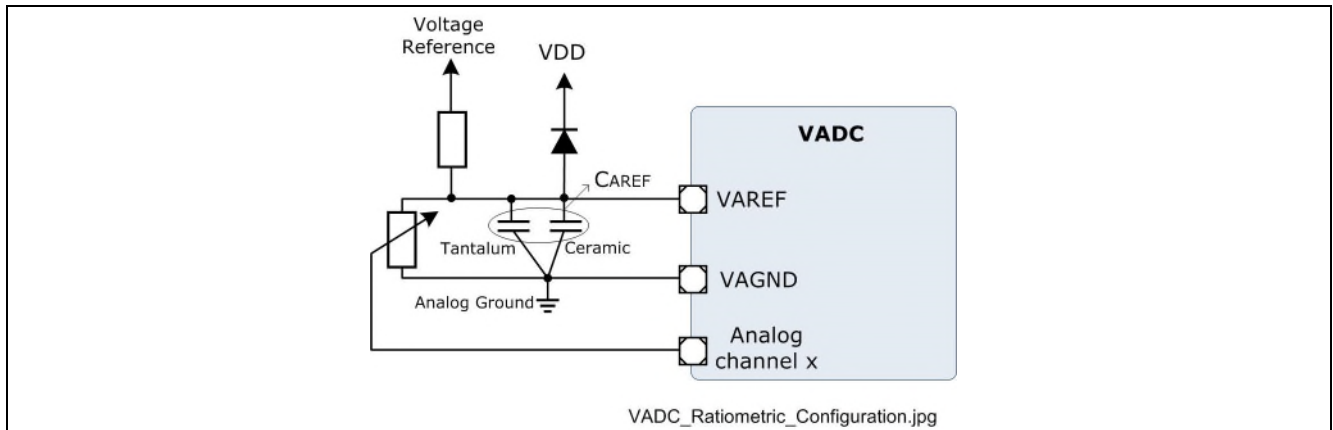 Voltage
Reference
VDD
VADC
CAREF
VAREF
Tantalum
Ceramic
VAGND
Analog Ground
Analog
channel x
VADC_Ratiometric_Configuration.jpg